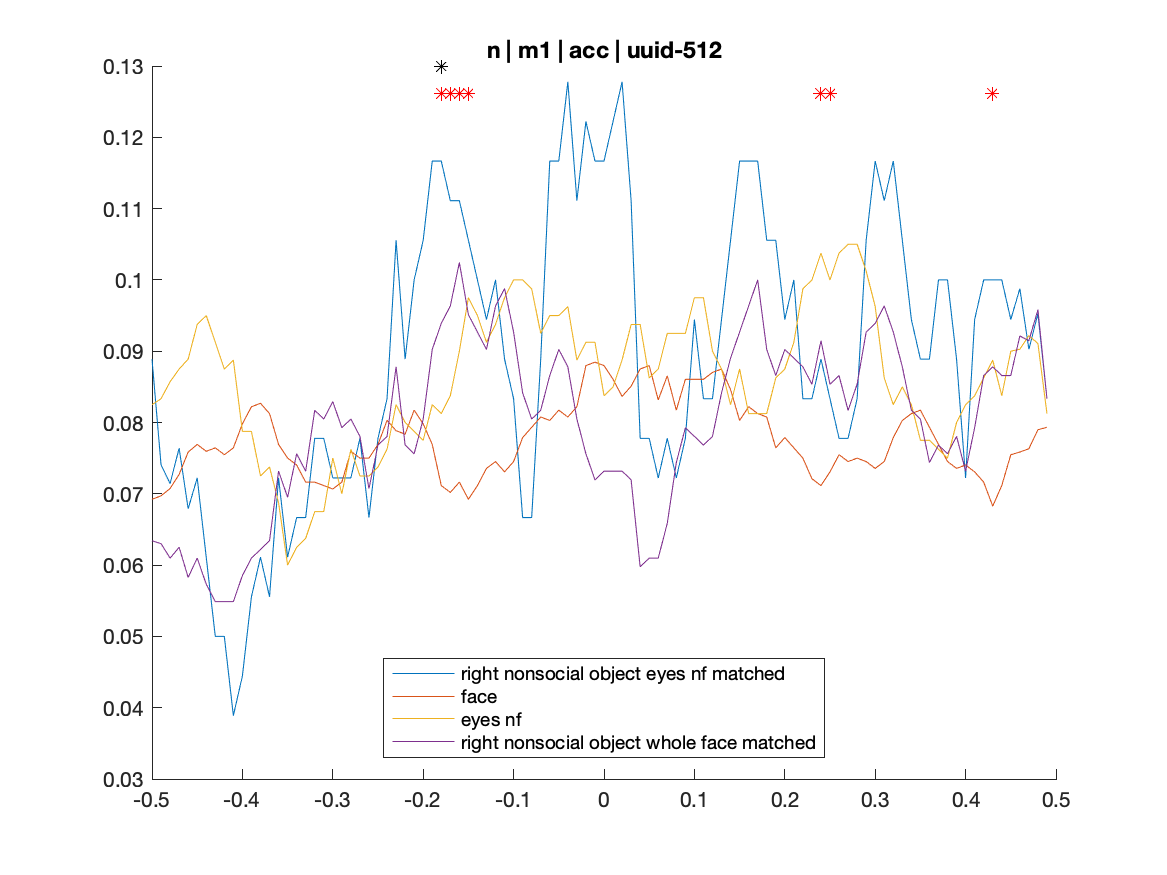 n | m1 | acc | uuid-512
0.13
0.12
0.11
0.1
0.09
0.08
0.07
0.06
0.05
0.04
0.03
right nonsocial object eyes nf matched
face
eyes nf
right nonsocial object whole face matched
-0.5 -0.4 -0.3 -0.2 -0.1 0 0.1 0.2 0.3 0.4 0.5